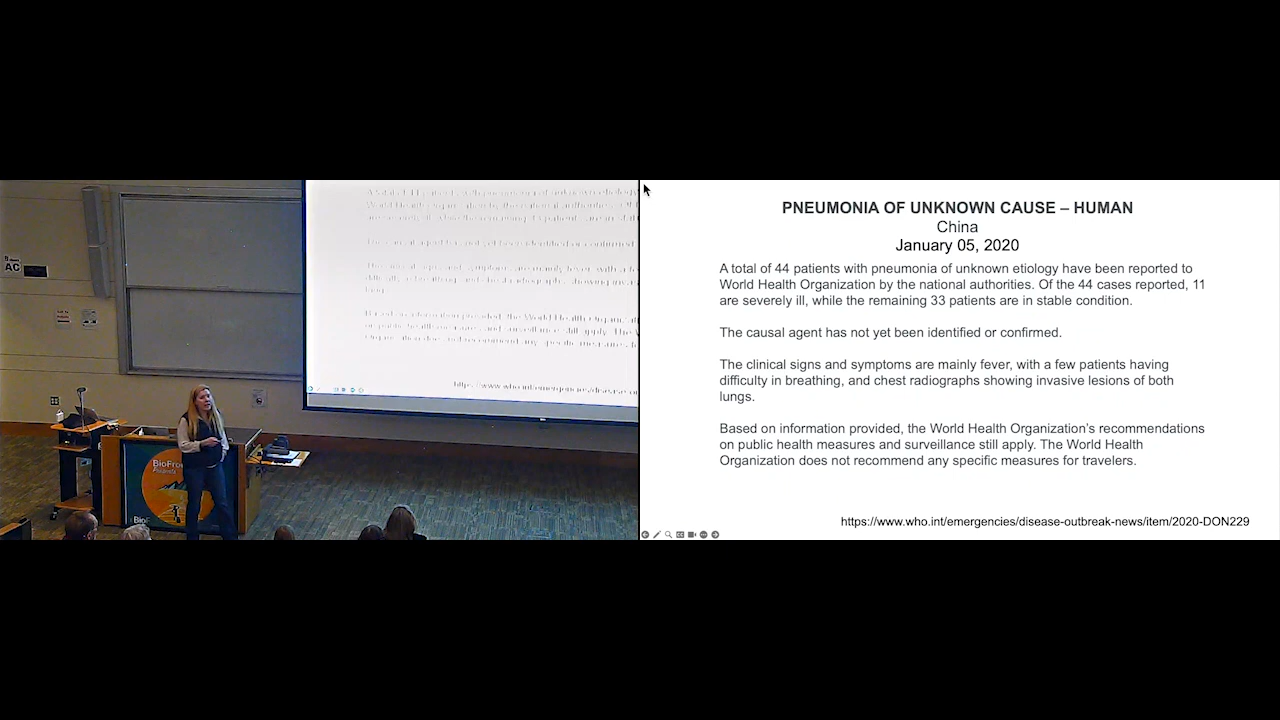 AC
BioFro
PNEUMONIA OF UNKNOWN CAUSE – HUMAN
China
January 05, 2020
A total of 44 patients with pneumonia of unknown etiology have been reported to
World Health Organization by the national authorities. Of the 44 cases reported, 11
are severely ill, while the remaining 33 patients are in stable condition.
The causal agent has not yet been identified or confirmed.
The clinical signs and symptoms are mainly fever, with a few patients having
difficulty in breathing, and chest radiographs showing invasive lesions of both
lungs.
Based on information provided, the World Health Organization’s recommendations
on public health measures and surveillance still apply. The World Health
Organization does not recommend any specific measures for travelers.
https://www.who.int/emergencies/disease-outbreak-news/item/2020-DON229